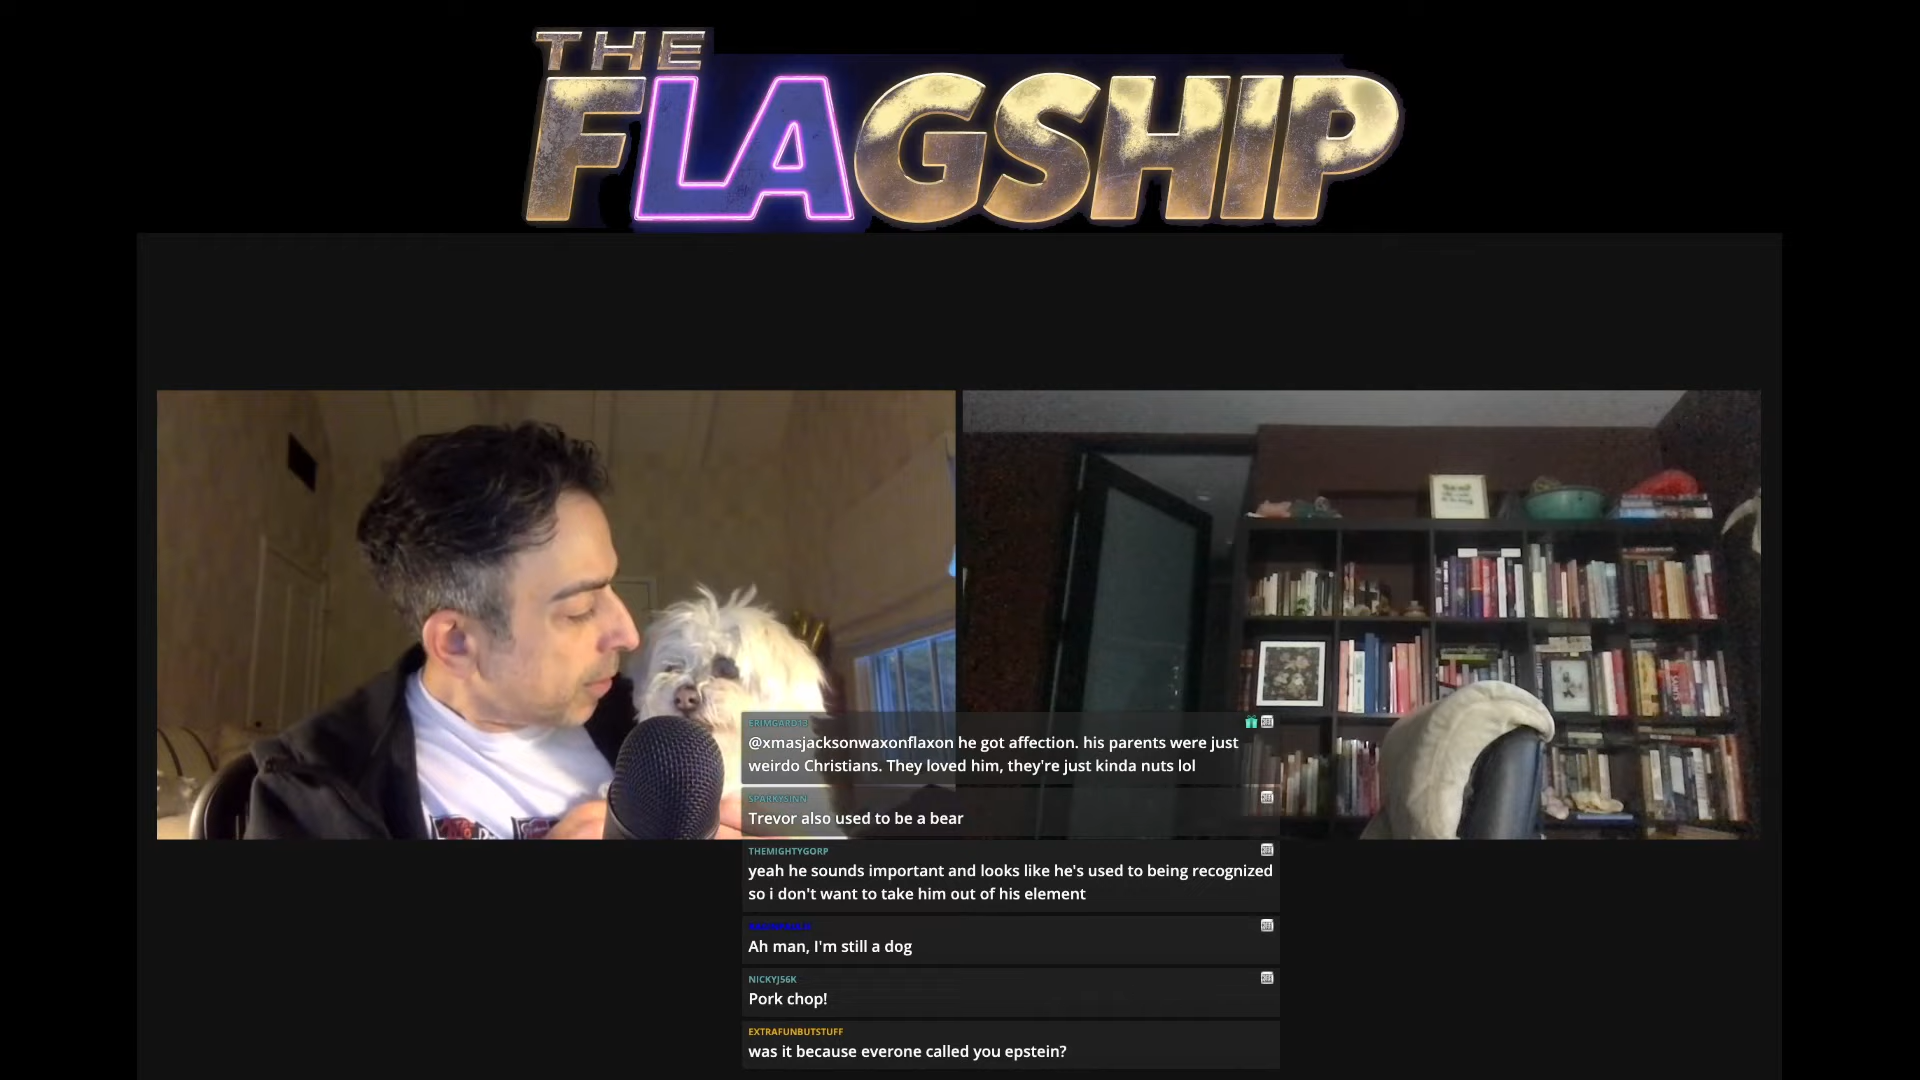 THE
FLAGSHIP
ERIMGARD13
@xmasjacksonwaxonflaxon he got affection. his parents were just
weirdo Christians. They loved him, they're just kinda nuts lol
SPARKYSINN
Trevor also used to be a bear
THEMIGHTYGORP
yeah he sounds important and looks like he's used to being recognized
so i don't want to take him out of his element
Ah man, I'm still a dog
NICKYJ56K
Pork chop!
EXTRAFUNBUTSTUFF
was it because everone called you epstein?